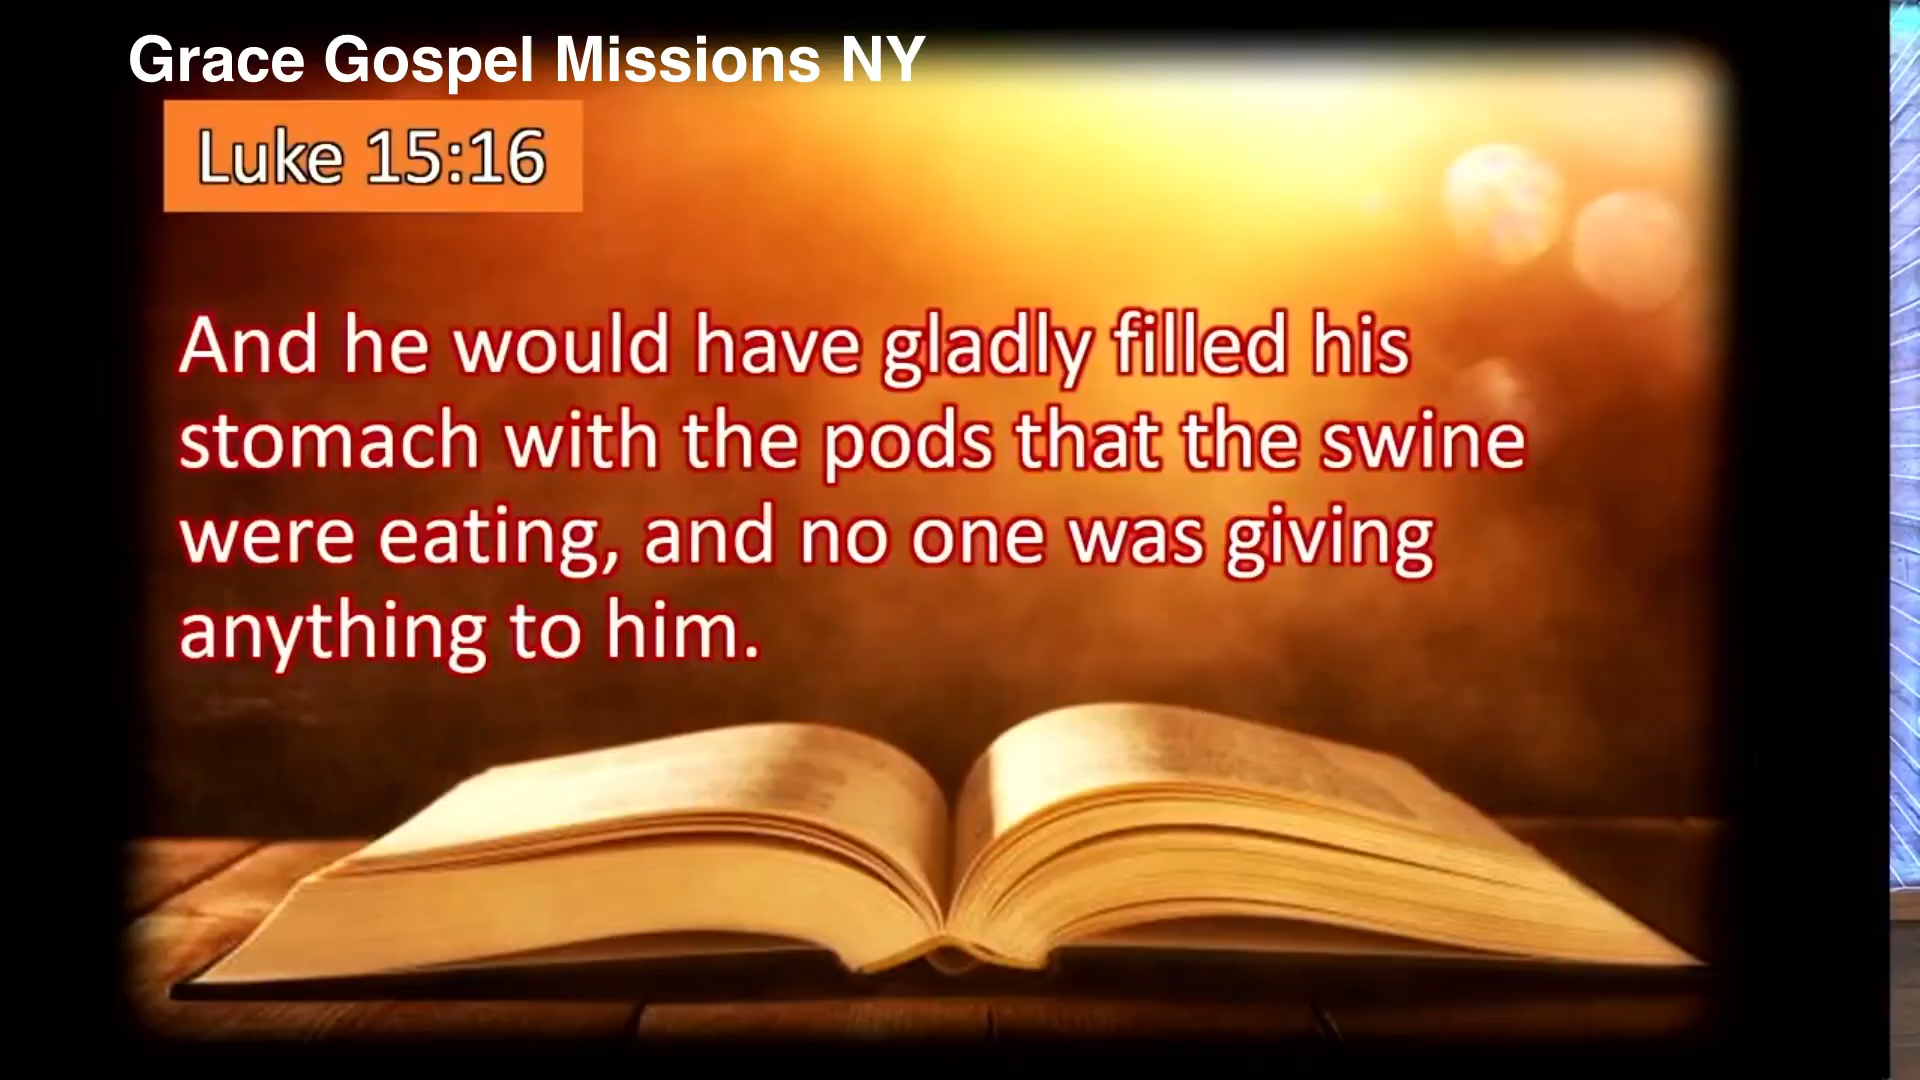 Grace Gospel Missions NY
Luke 15:16
And he would have gladly filled his
stomach with the pods that the swine
were eating, and no one was giving
anything to him.